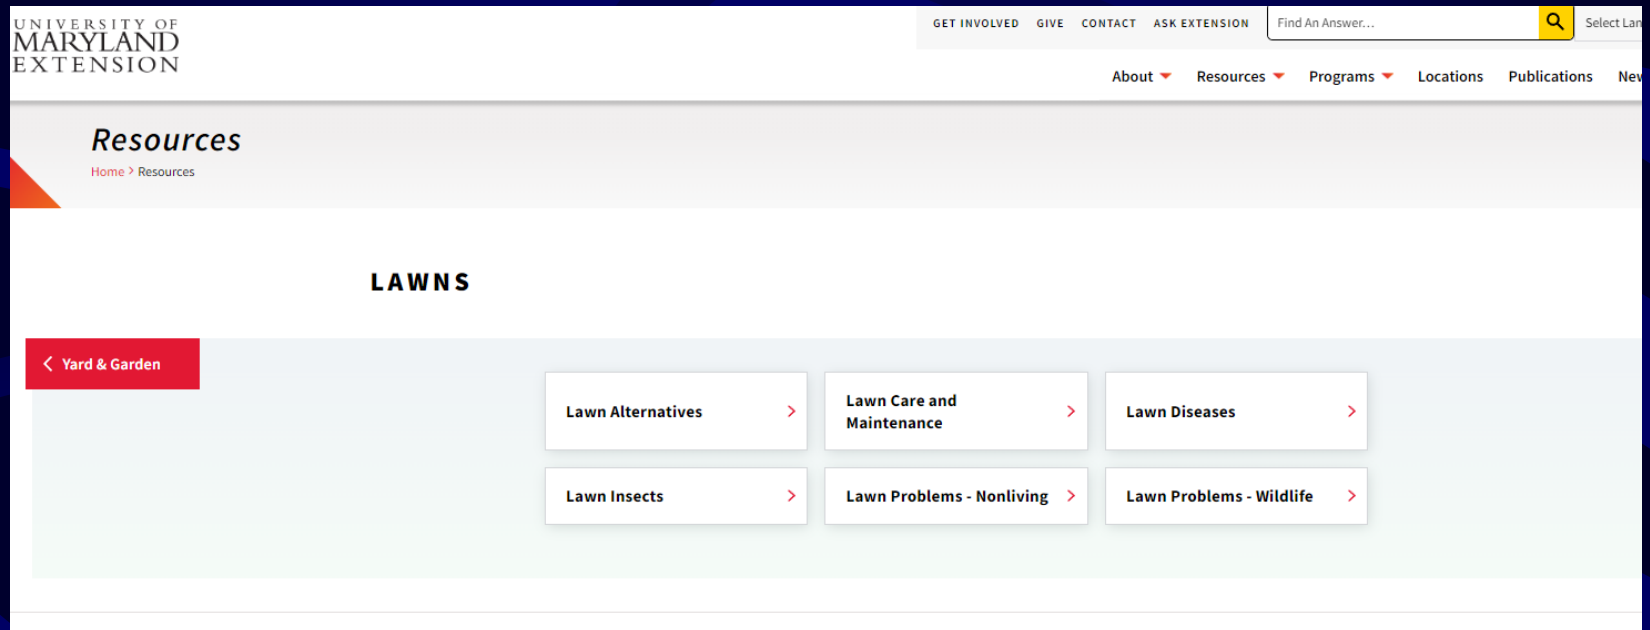 UNIVERSITY OF
MARYLAND
EXTENSION
GET INVOLVED GIVE CONTACT ASK EXTENSION
Find An Answer...
Select Lan
About Resources Programs Locations Publications
Resources
Home > Resources
LAWNS
Yard & Garden
Lawn Alternatives
Lawn Care and
Maintenance
Lawn Diseases
Lawn Insects
Lawn Problems - Nonliving
Lawn Problems - Wildlife